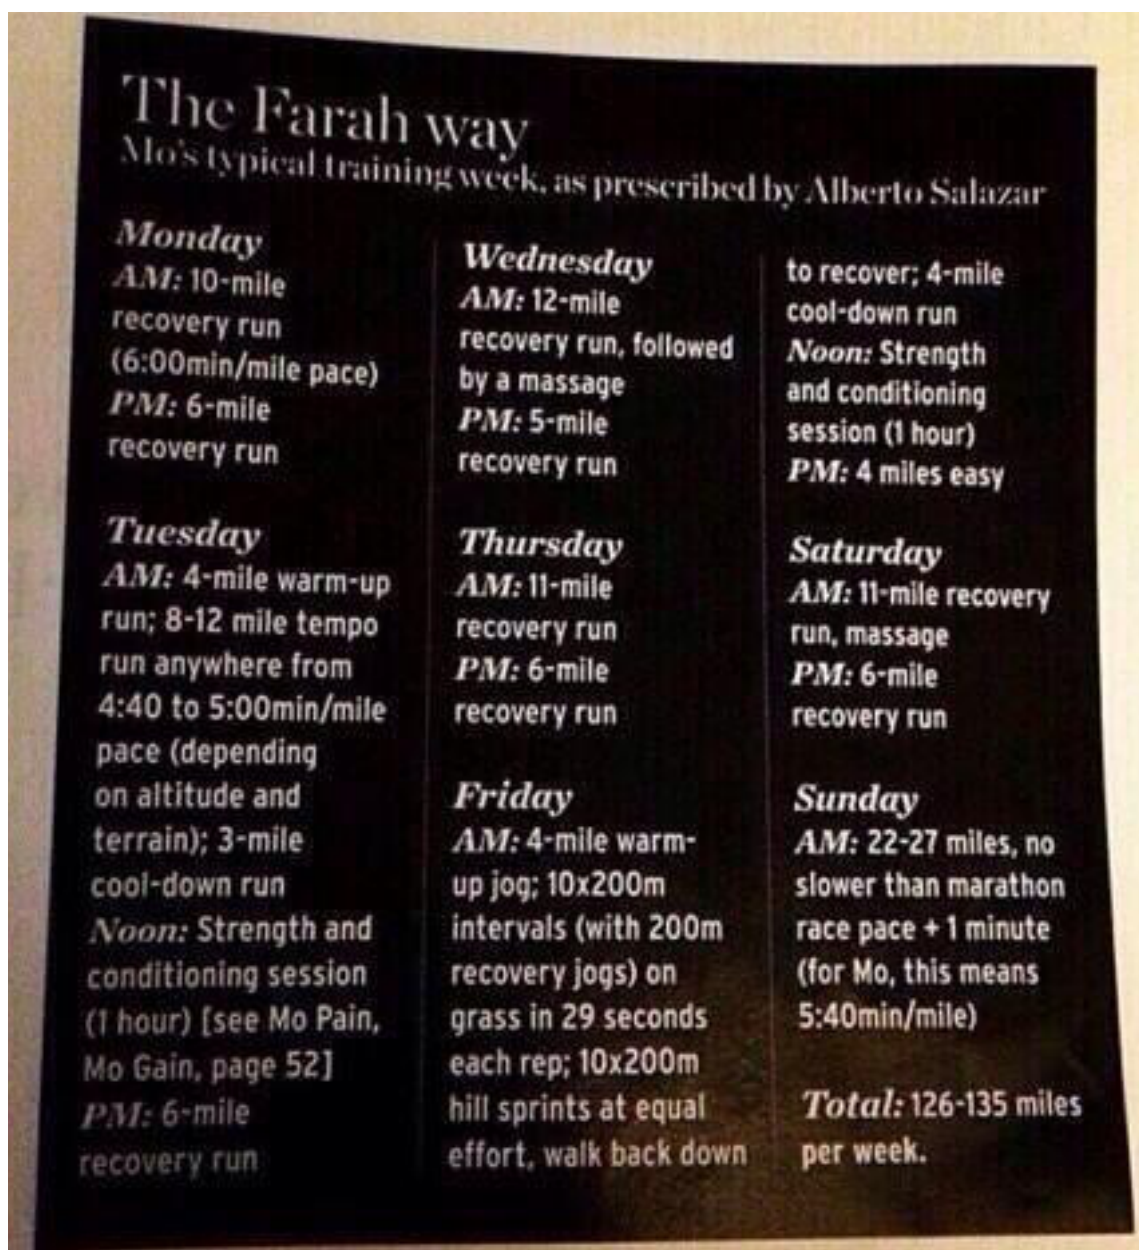 The Farah way
Mo's typical training week, as prescribed by Alberto Salazar
Monday
AM: 10-mile
recovery run
(6:00min/mile pace)
PM: 6-mile
recovery run
Tuesday
AM: 4-mile warm-up
run; 8-12 mile tempo
run anywhere from
4:40 to 5:00min/mile
pace (depending
on altitude and
terrain); 3-mile
cool-down run
Noon: Strength and
conditioning session
(1 hour) [see Mo Pain,
Mo Gain, page 52]
PM: 6-mile
recovery run
Wednesday
AM: 12-mile
recovery run, followed
by a massage
PM: 5-mile
recovery run
Thursday
AM: 11-mile
recovery run
PM: 6-mile
recovery run
Friday
AM: 4-mile warm-
up jog; 10x200m
intervals (with 200m
recovery jogs) on
grass in 29 seconds
each rep; 10x200m
hill sprints at equal
effort, walk back down
to recover; 4-mile
cool-down run
Noon: Strength
and conditioning
session (1 hour)
PM: 4 miles easy
Saturday
AM: 11-mile recovery
run, massage
PM: 6-mile
recovery run
Sunday
AM: 22-27 miles, no
slower than marathon
race pace + 1 minute
(for Mo, this means
5:40min/mile)
Total: 126-135 miles
per week.